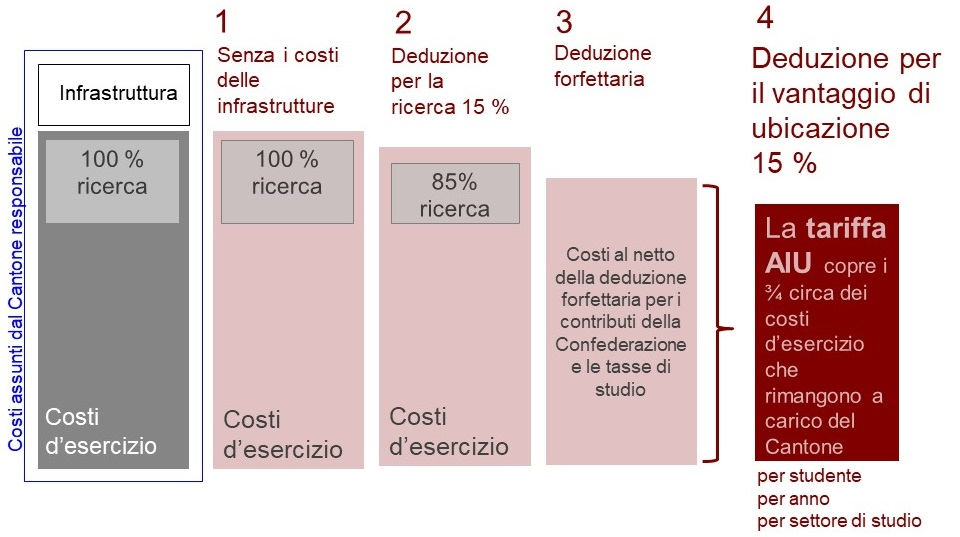 Costi assunti dal Cantone responsabile
Infrastruttura
100 %
ricerca
Costi
d'esercizio
1
Senza i costi
delle
infrastrutture
100 %
ricerca
Costi
d'esercizio
2
Deduzione
per la
ricerca 15 %
85%
ricerca
Costi
d'esercizio
3
Deduzione
forfettaria
Costi al netto
della deduzione
forfettaria per i
contributi della
Confederazione
e le tasse di
studio
4
Deduzione per
il vantaggio di
ubicazione
15 %
La tariffa
AIU copre i
¾ circa dei
costi
d'esercizio
che
rimangono a
carico del
Cantone
per studente
per anno
per settore di studio